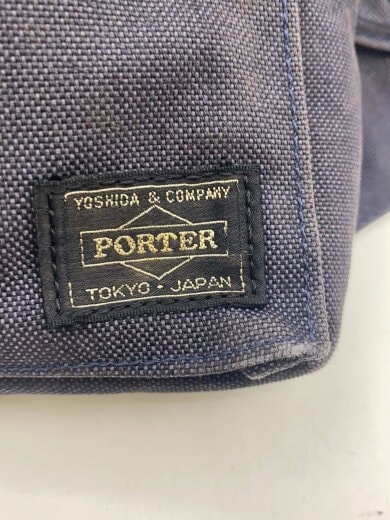 YOSHIDA & COMPANY
PORTER
TOKYO · JAPAN